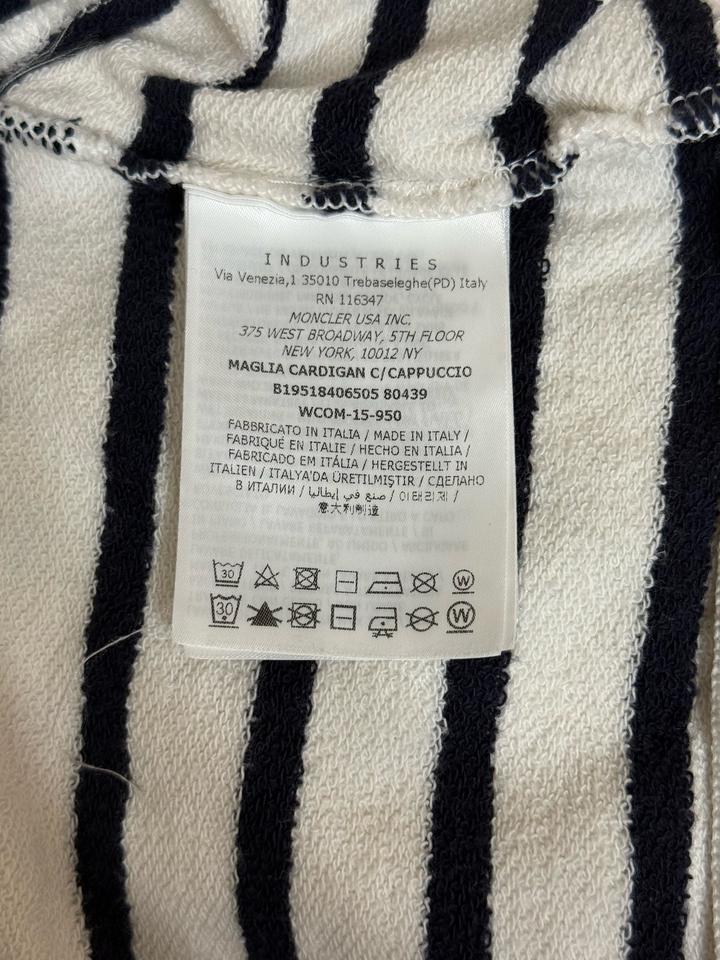 INDUSTRIES
Via Venezia,1 35010 Trebaseleghe(PD) Italy
RN 116347
MONCLER USA INC.
375 WEST BROADWAY, 5TH FLOOR
NEW YORK, 10012 NY
MAGLIA CARDIGAN C/CAPPUCCIO
B19518406505 80439
WCOM-15-950
FABBRICATO IN ITALIA / MADE IN ITALY /
FABRIQUÉ EN ITALIE / HECHO EN ITALIA /
FABRICADO EM ITÁLIA / HERGESTELLT IN
ITALIEN / ITALYA'DA ÜRETILMIŞTIR / СДЕЛАНО
В ИТАЛИИ / صنع في إيطاليا / 이태리제 /
意大利制造
30 W
30 W